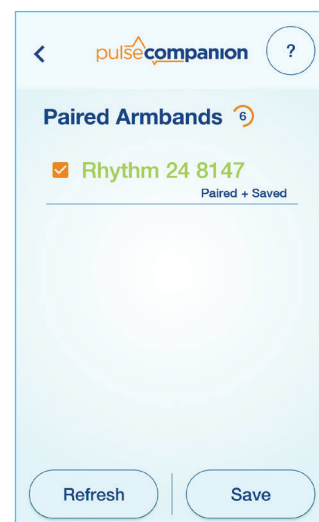 pulsecompanion
?
Paired Armbands 6
Rhythm 24 8147
Paired + Saved
Refresh
Save